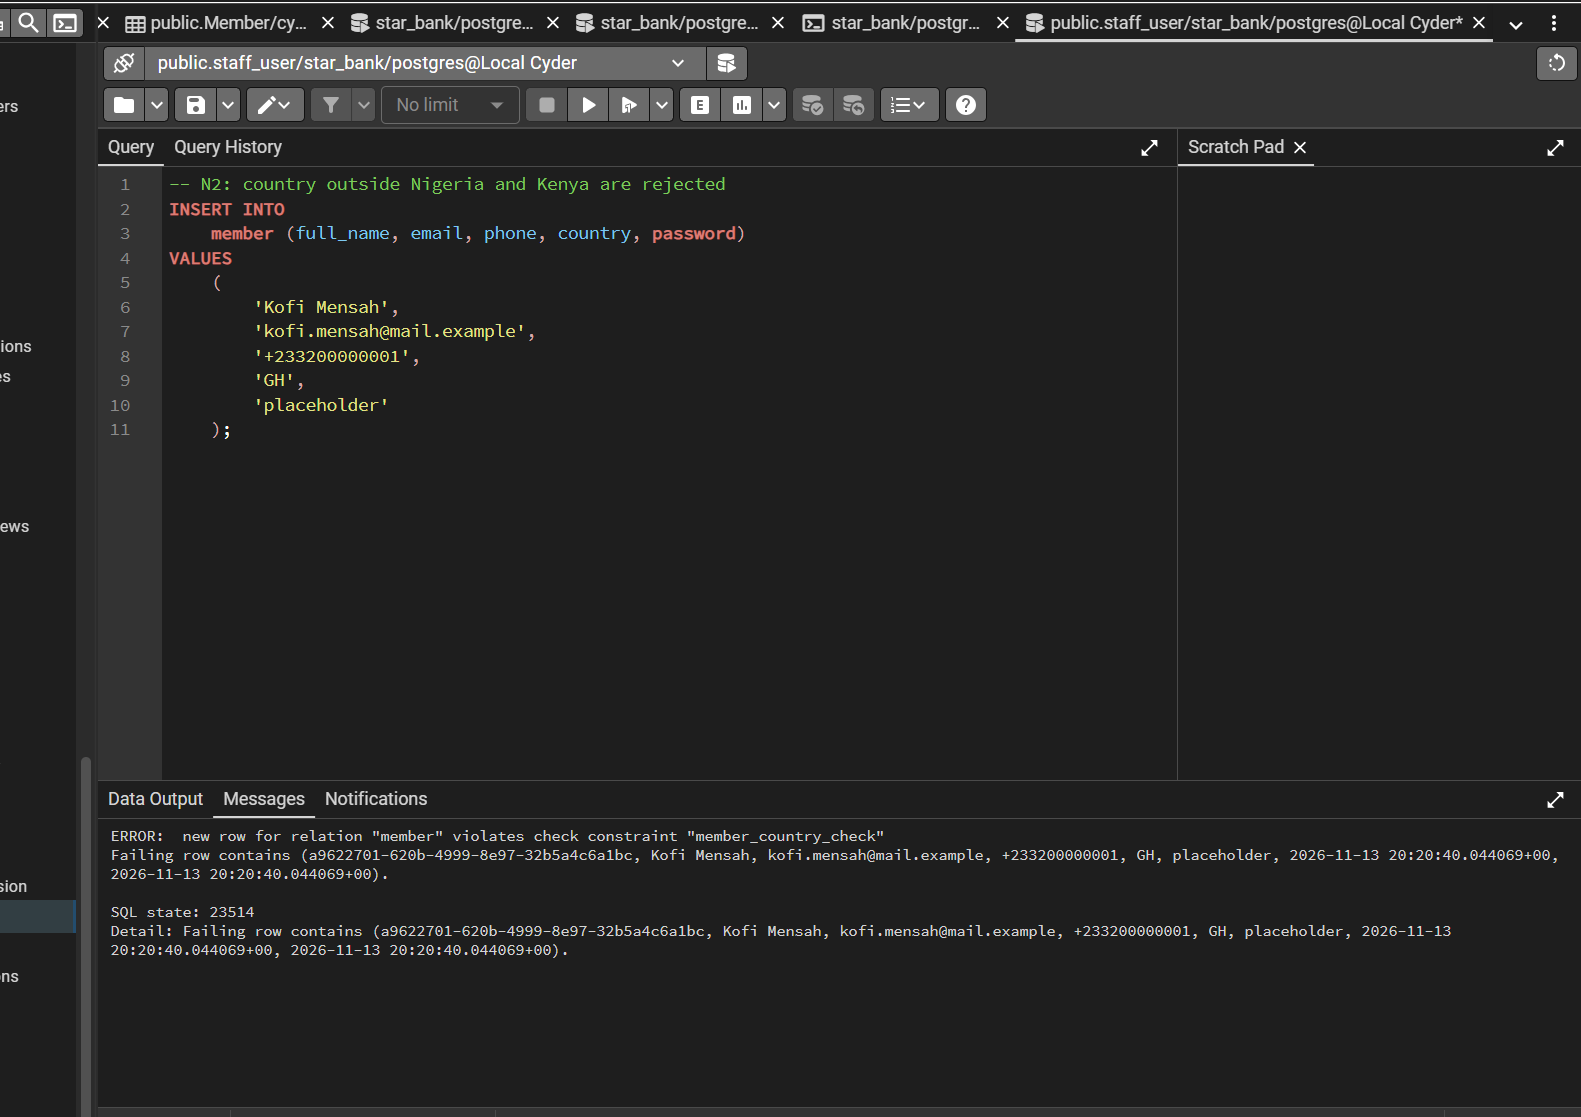 public.Member/cy...
star_bank/postgre...
star_bank/postgre...
star_bank/postgr...
public.staff_user/star_bank/postgres@Local Cyder*
public.staff_user/star_bank/postgres@Local Cyder
No limit
E
Query
Query History
Scratch Pad
ers
ions
es
ews
sion
ons
1 -- N2: country outside Nigeria and Kenya are rejected
2 INSERT INTO
3 member (full_name, email, phone, country, password)
4 VALUES
5 (
6 'Kofi Mensah',
7 'kofi.mensah@mail.example',
8 '+233200000001',
9 'GH',
10 'placeholder'
11 );
Data Output
Messages
Notifications
ERROR:  new row for relation "member" violates check constraint "member_country_check"
Failing row contains (a9622701-620b-4999-8e97-32b5a4c6a1bc, Kofi Mensah, kofi.mensah@mail.example, +233200000001, GH, placeholder, 2026-11-13 20:20:40.044069+00,
2026-11-13 20:20:40.044069+00).
SQL state: 23514
Detail: Failing row contains (a9622701-620b-4999-8e97-32b5a4c6a1bc, Kofi Mensah, kofi.mensah@mail.example, +233200000001, GH, placeholder, 2026-11-13
20:20:40.044069+00, 2026-11-13 20:20:40.044069+00).